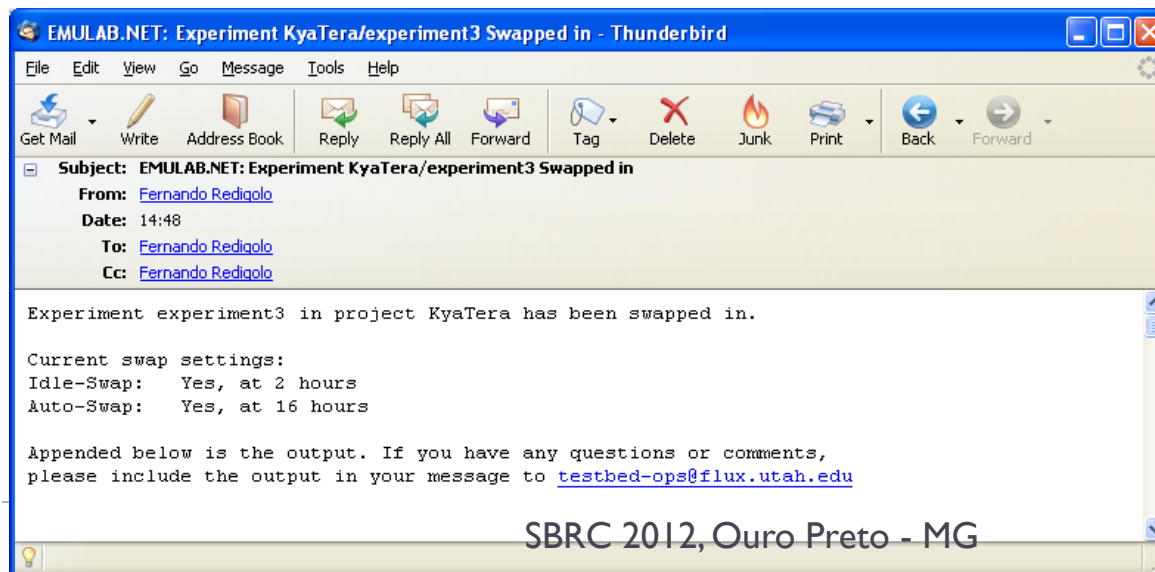 EMULAB.NET: Experiment KyaTera/experiment3 Swapped in - Thunderbird
File Edit View Go Message Tools Help
Get Mail Write Address Book Reply Reply All Forward Tag Delete Junk Print Back Forward
Subject: EMULAB.NET: Experiment KyaTera/experiment3 Swapped in
From: Fernando Redigolo
Date: 14:48
To: Fernando Redigolo
Cc: Fernando Redigolo
Experiment experiment3 in project KyaTera has been swapped in.
Current swap settings:
Idle-Swap: Yes, at 2 hours
Auto-Swap: Yes, at 16 hours
Appended below is the output. If you have any questions or comments,
please include the output in your message to testbed-ops@flux.utah.edu
SBRC 2012, Ouro Preto - MG